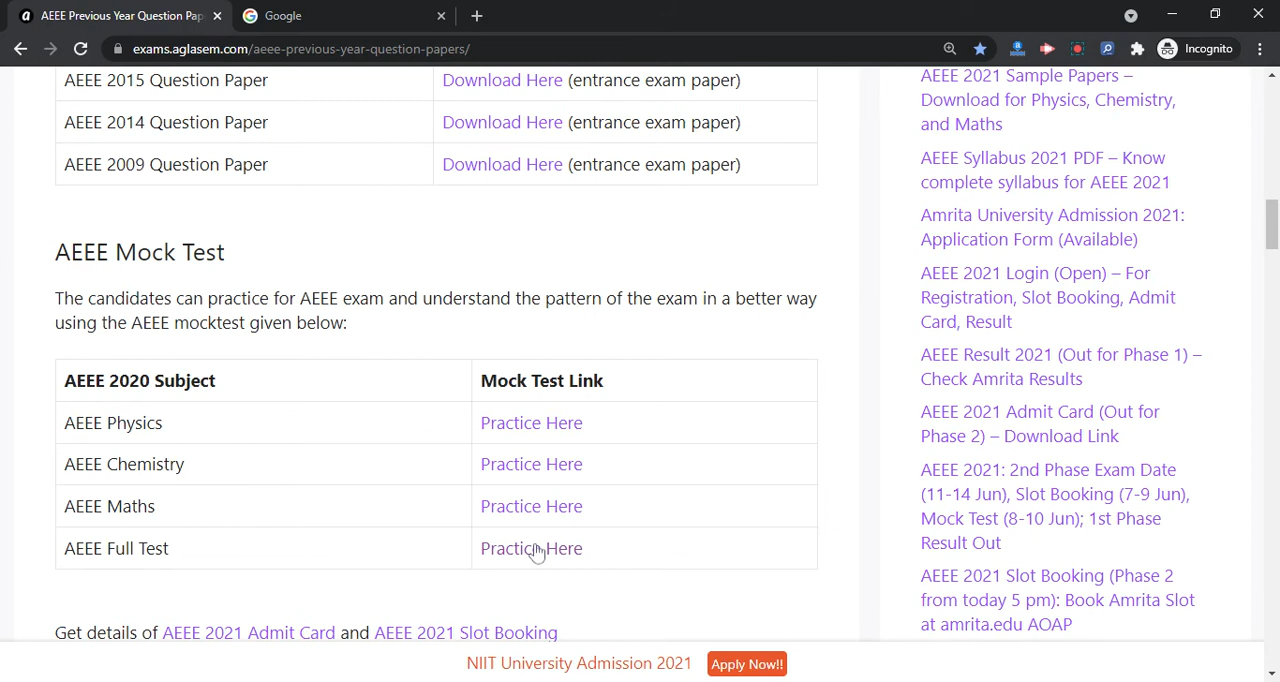 AEEE Previous Year Question Pap
Google
exams.aglasem.com/aeee-previous-year-question-papers/
Incognito
AEEE 2015 Question Paper Download Here (entrance exam paper)
AEEE 2014 Question Paper Download Here (entrance exam paper)
AEEE 2009 Question Paper Download Here (entrance exam paper)
AEEE Mock Test
The candidates can practice for AEEE exam and understand the pattern of the exam in a better way
using the AEEE mocktest given below:
AEEE 2020 Subject Mock Test Link
AEEE Physics Practice Here
AEEE Chemistry Practice Here
AEEE Maths Practice Here
AEEE Full Test Practice Here
Get details of AEEE 2021 Admit Card and AEEE 2021 Slot Booking
AEEE 2021 Sample Papers –
Download for Physics, Chemistry,
and Maths
AEEE Syllabus 2021 PDF – Know
complete syllabus for AEEE 2021
Amrita University Admission 2021:
Application Form (Available)
AEEE 2021 Login (Open) – For
Registration, Slot Booking, Admit
Card, Result
AEEE Result 2021 (Out for Phase 1) –
Check Amrita Results
AEEE 2021 Admit Card (Out for
Phase 2) – Download Link
AEEE 2021: 2nd Phase Exam Date
(11-14 Jun), Slot Booking (7-9 Jun),
Mock Test (8-10 Jun); 1st Phase
Result Out
AEEE 2021 Slot Booking (Phase 2
from today 5 pm): Book Amrita Slot
at amrita.edu AOAP
NIIT University Admission 2021 Apply Now!!